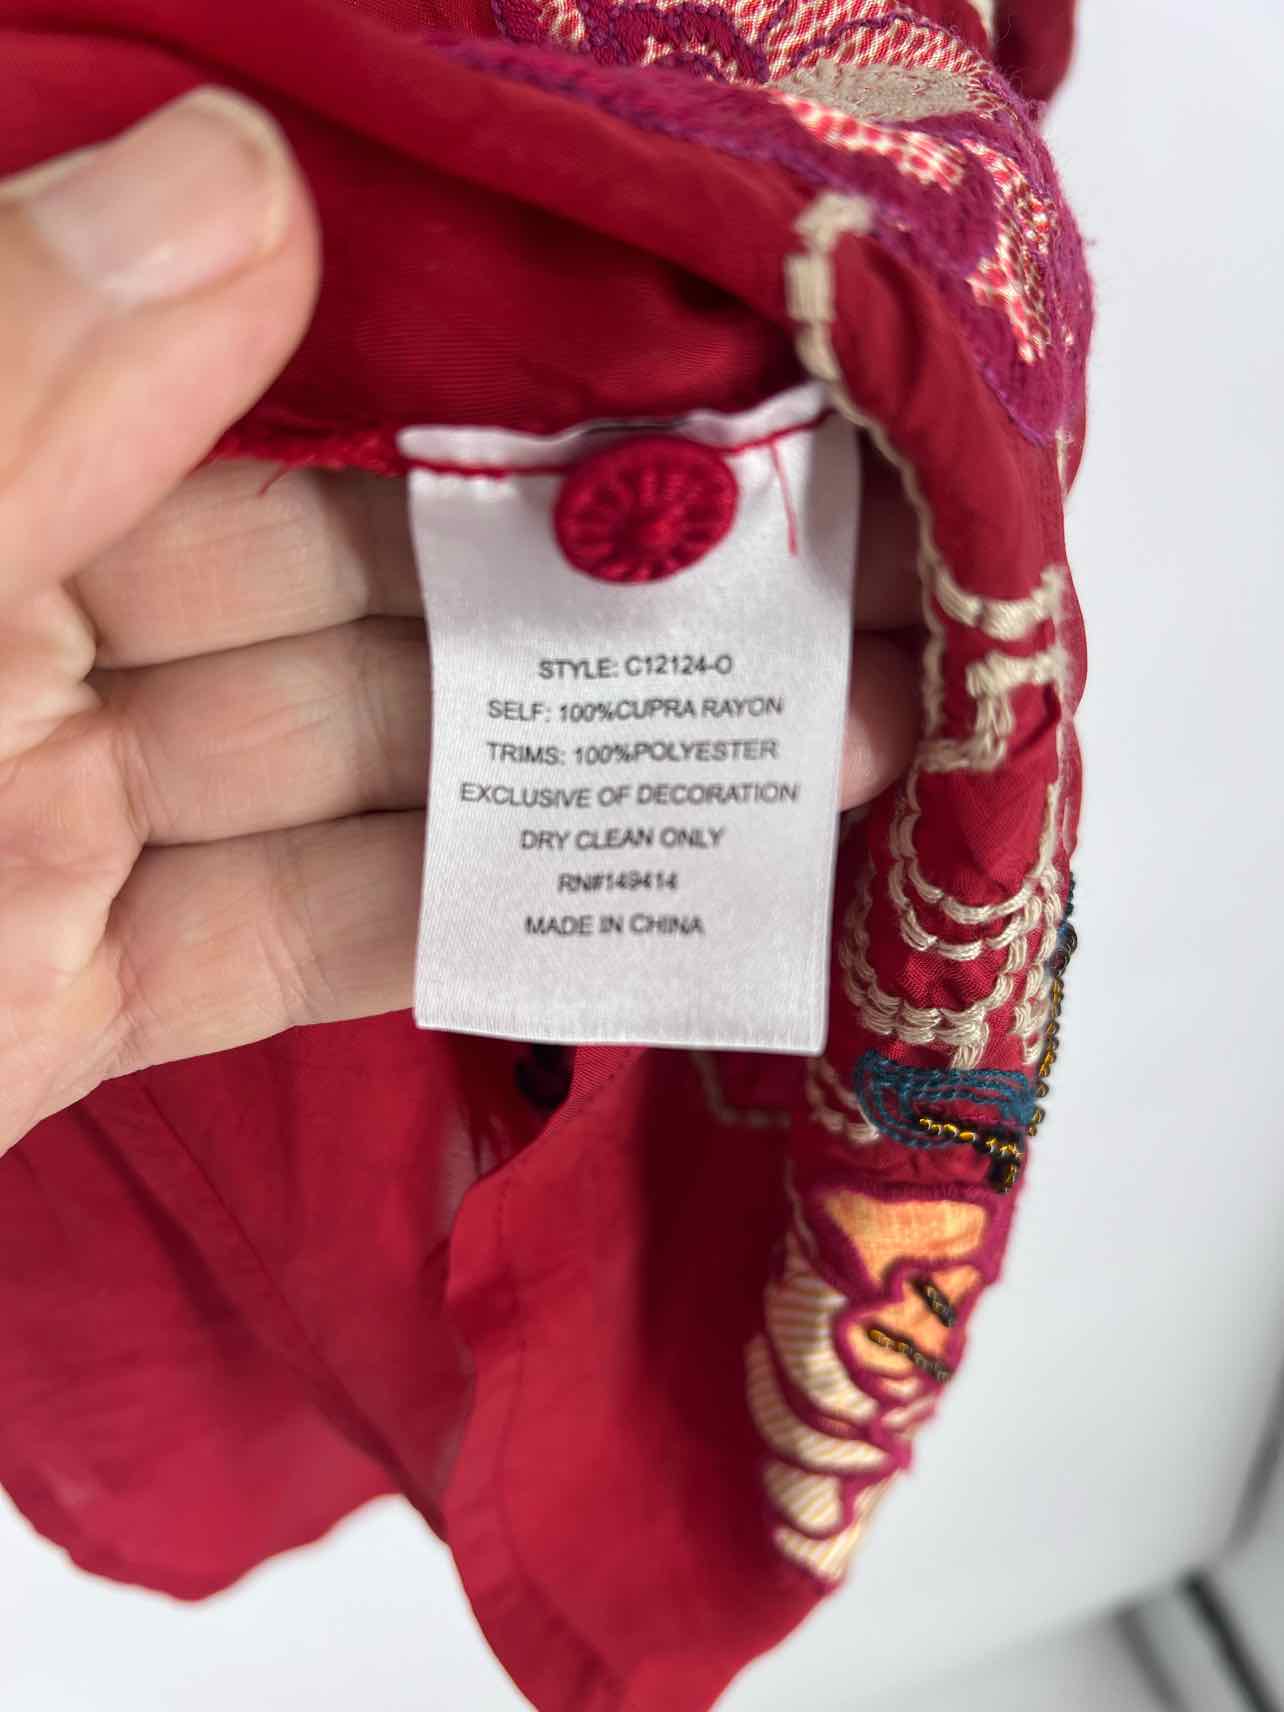 STYLE: C12124-O
SELF: 100%CUPRA RAYON
TRIMS: 100%POLYESTER
EXCLUSIVE OF DECORATION
DRY CLEAN ONLY
RN#149414
MADE IN CHINA